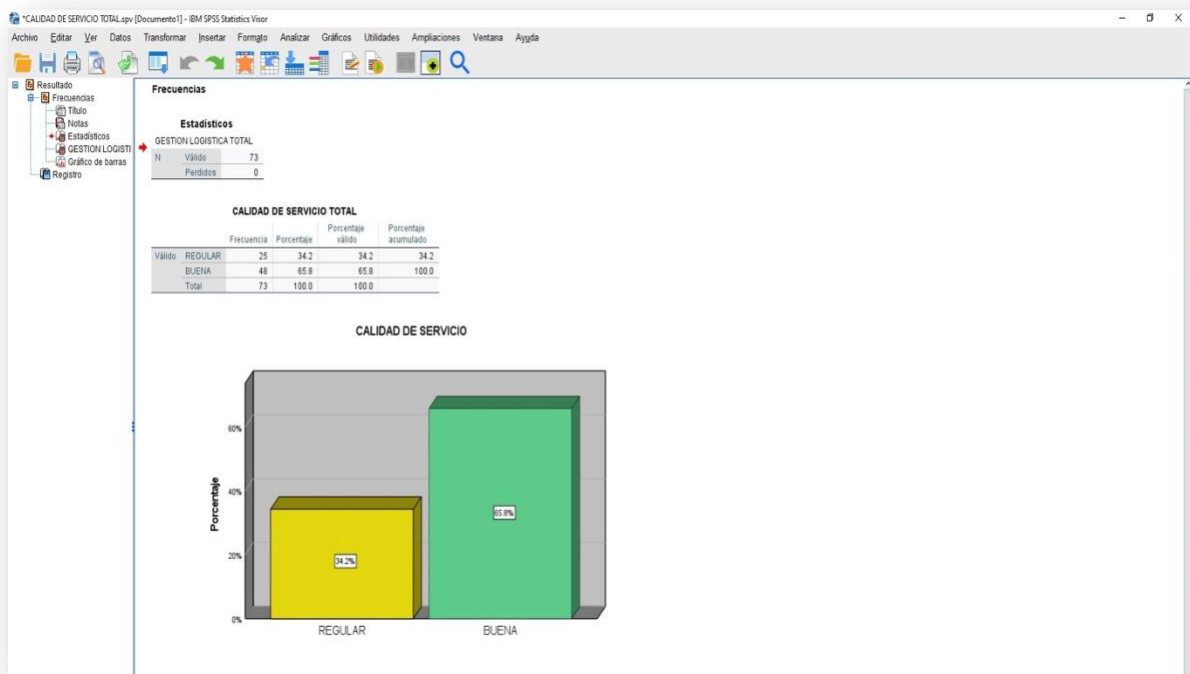 *CALIDAD DE SERVICIO TOTAL.spv [Documento1] - IBM SPSS Statistics Visor
Archivo Editar Ver Datos Transformar Insertar Formato Analizar Gráficos Utilidades Ampliaciones Ventana Ayuda
Resultado
Frecuencias
Título
Notas
Estadísticos
GESTION LOGISTI
Gráfico de barras
Registro
Frecuencias
Estadísticos
GESTION LOGISTICA TOTAL
N Válido 73
Perdidos 0
CALIDAD DE SERVICIO TOTAL
Frecuencia Porcentaje Porcentaje válido Porcentaje acumulado
Válido REGULAR 25 34.2 34.2 34.2
BUENA 48 65.8 65.8 100.0
Total 73 100.0 100.0
CALIDAD DE SERVICIO
Porcentaje
60%
40%
20%
0%
65.8%
34.2%
REGULAR BUENA